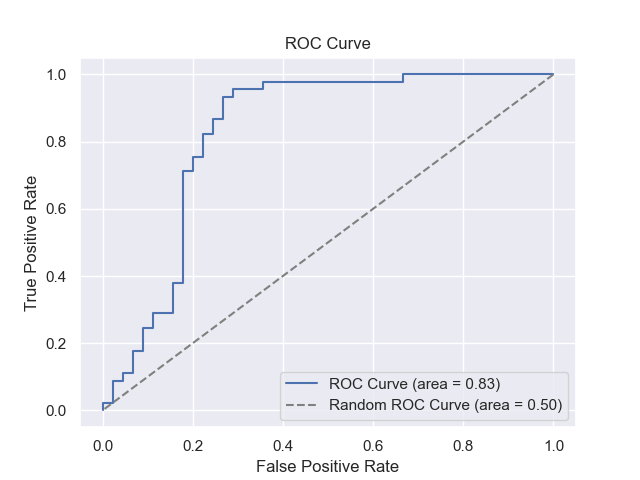 ROC Curve
1.0
0.8
0.6
0.4
0.2
0.0
True Positive Rate
ROC Curve (area = 0.83)
Random ROC Curve (area = 0.50)
0.0 0.2 0.4 0.6 0.8 1.0
False Positive Rate